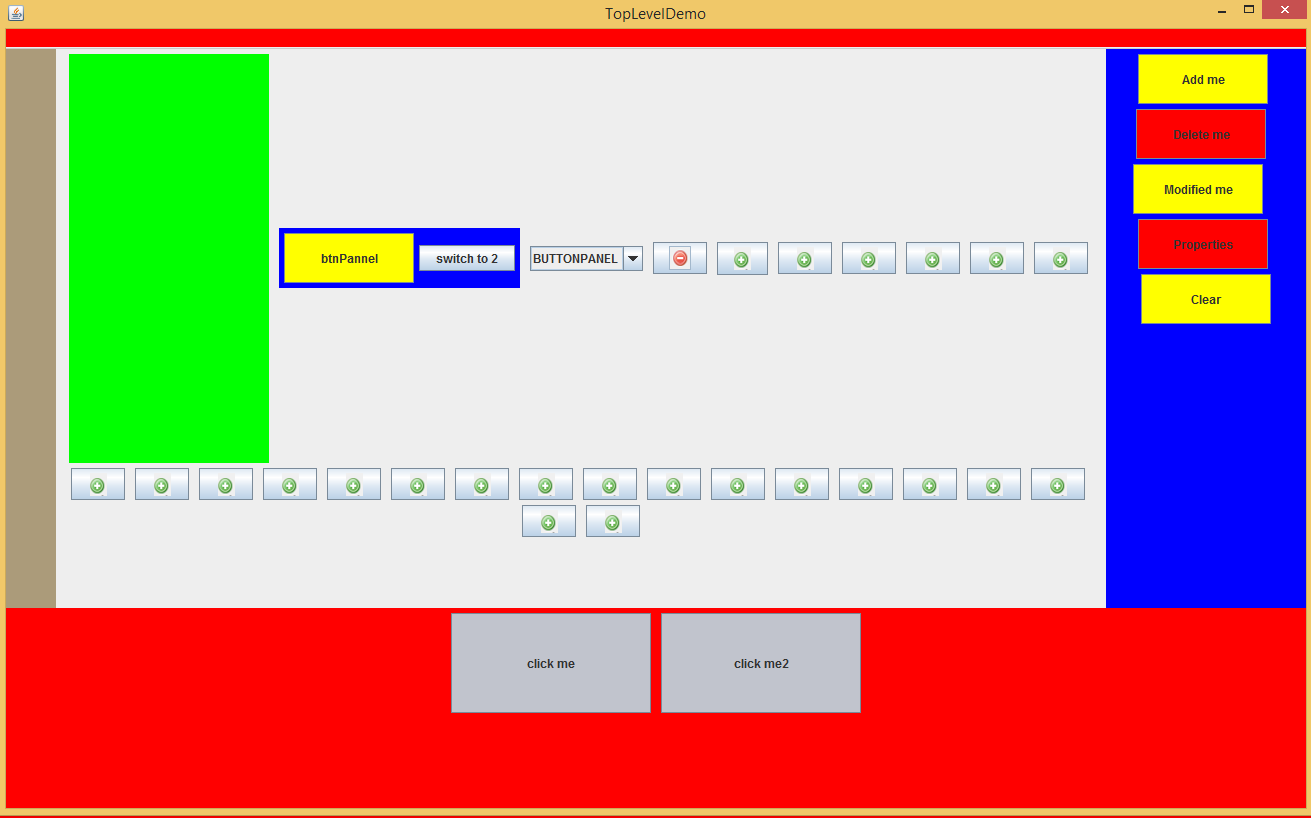 TopLevelDemo
Add me
Delete me
Modified me
Properties
Clear
btnPannel
switch to 2
BUTTONPANEL
click me
click me2